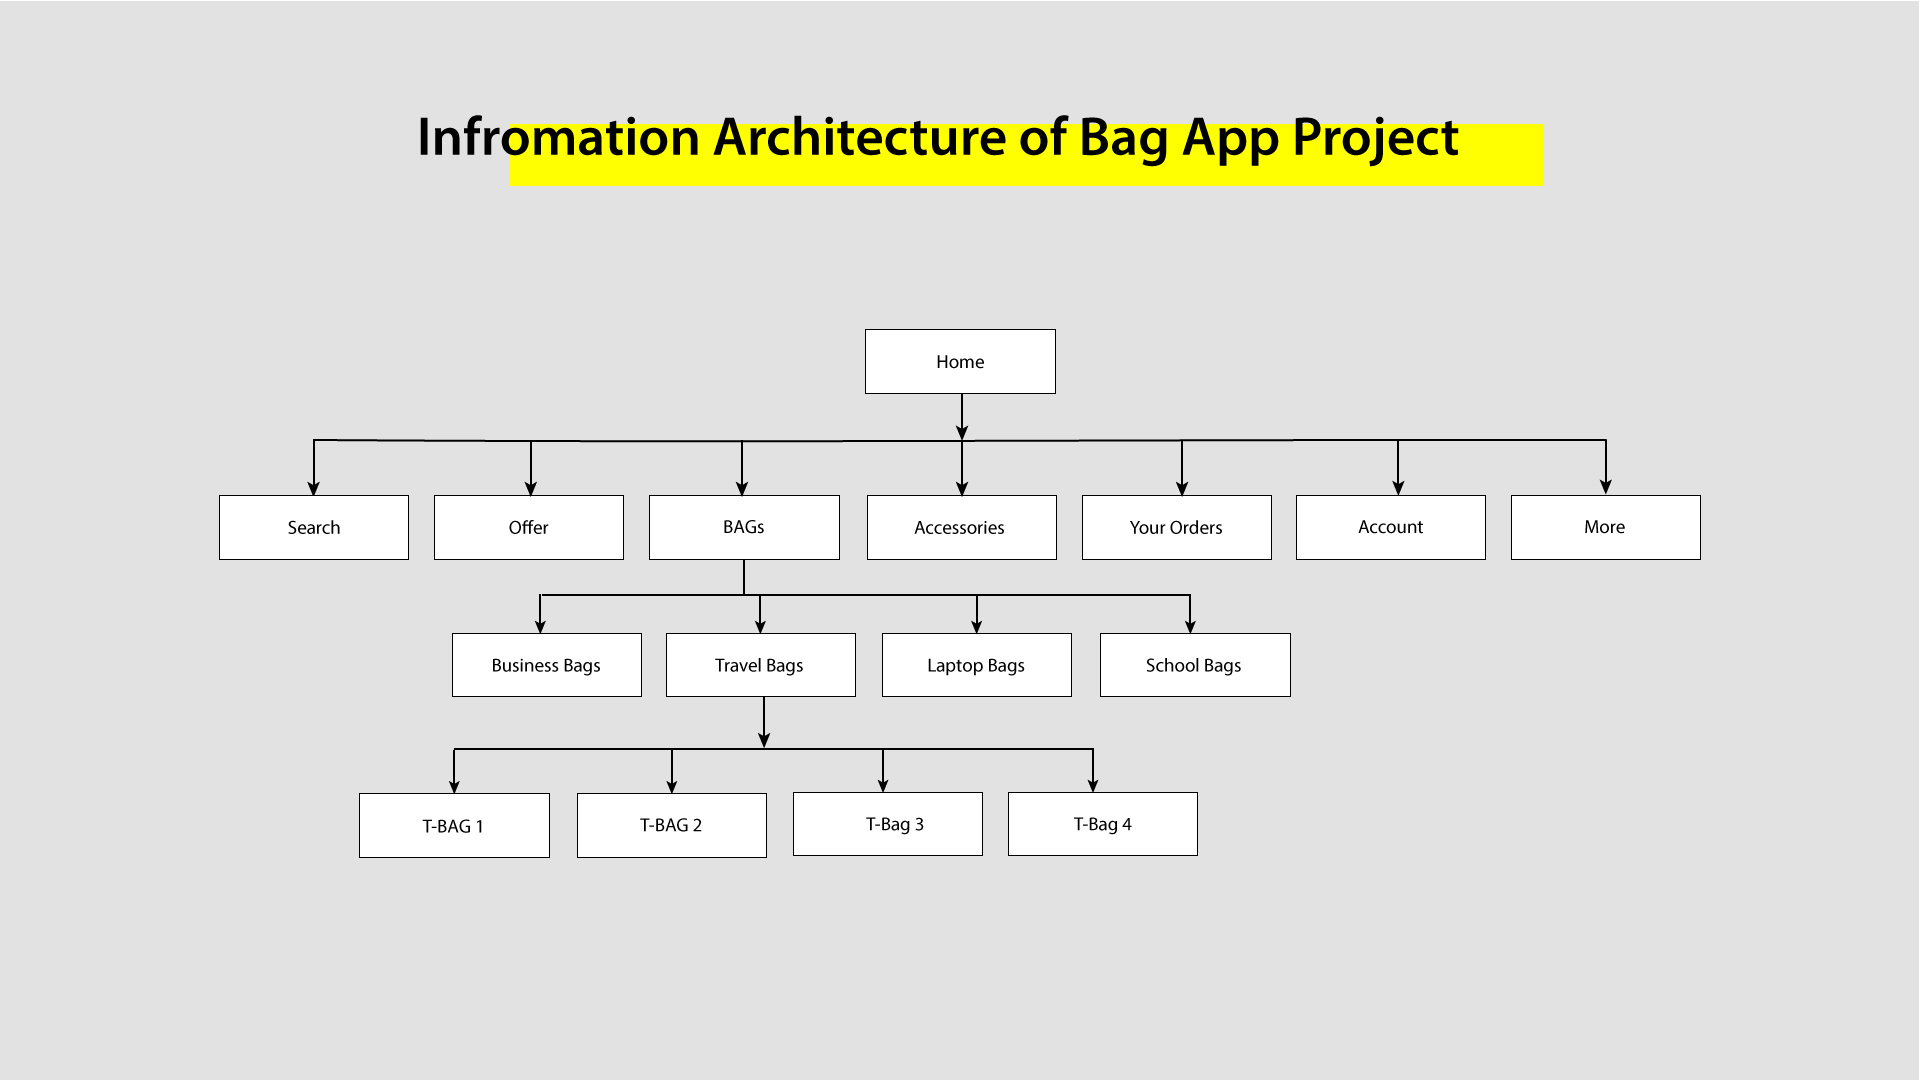 Infromation Architecture of Bag App Project
Home
Search
Offer
BAGs
Accessories
Your Orders
Account
More
Business Bags
Travel Bags
Laptop Bags
School Bags
T-BAG 1
T-BAG 2
T-Bag 3
T-Bag 4